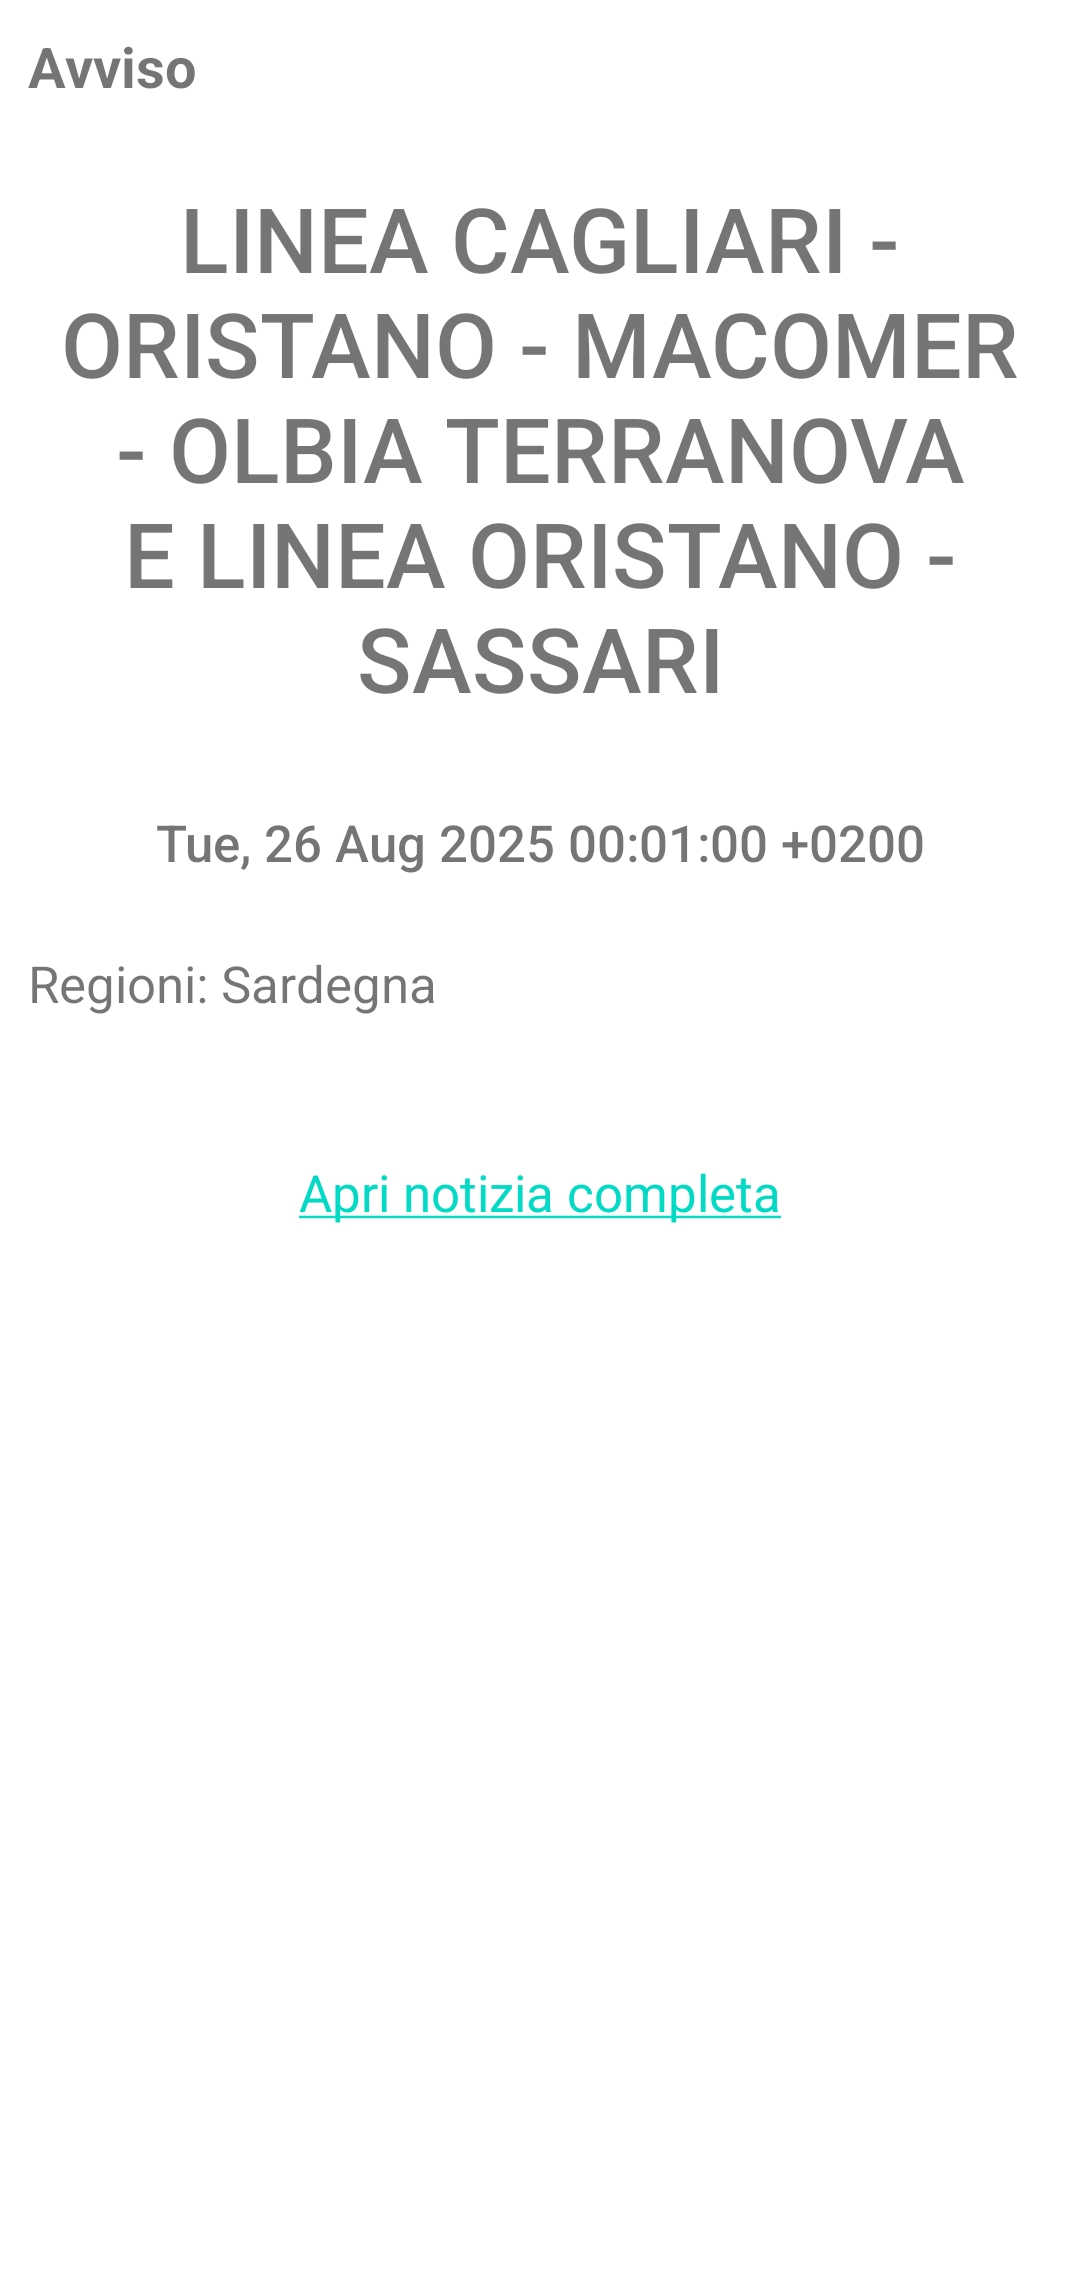 Avviso
LINEA CAGLIARI -
ORISTANO - MACOMER
- OLBIA TERRANOVA
E LINEA ORISTANO -
SASSARI
Tue, 26 Aug 2025 00:01:00 +0200
Regioni: Sardegna
Apri notizia completa